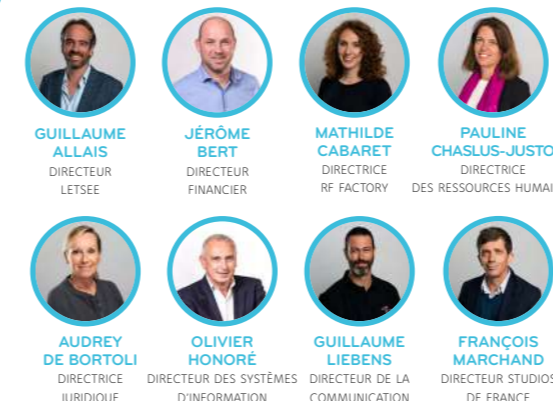 GUILLAUME
ALLAIS
DIRECTEUR
LETSEE
JÉRÔME
BERT
DIRECTEUR
FINANCIER
MATHILDE
CABARET
DIRECTRICE
RF FACTORY
PAULINE
CHASLUS-JUSTO
DIRECTRICE
DES RESSOURCES HUMAI
AUDREY
DE BORTOLI
DIRECTRICE
JURIDIQUE
OLIVIER
HONORÉ
DIRECTEUR DES SYSTÈMES
D'INFORMATION
GUILLAUME
LIEBENS
DIRECTEUR DE LA
COMMUNICATION
FRANÇOIS
MARCHAND
DIRECTEUR STUDIOS
DE FRANCE